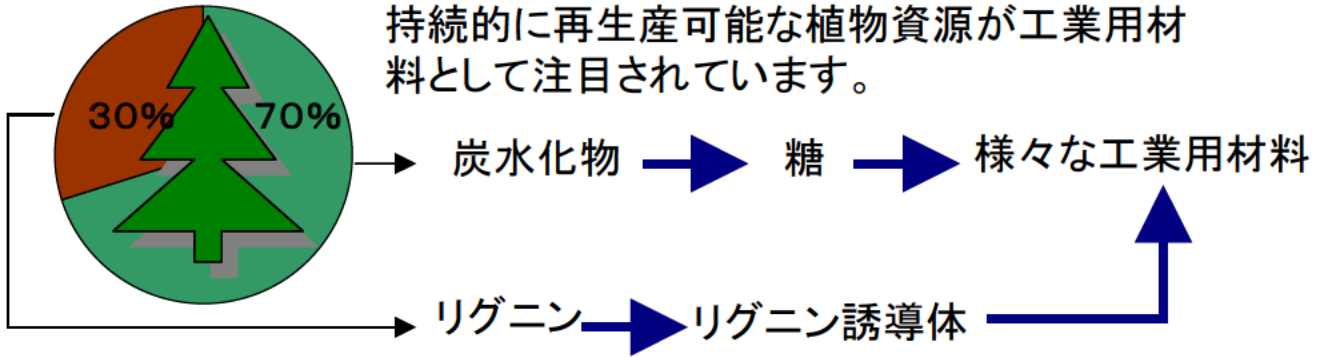 持続的に再生産可能な植物資源が工業用材
料として注目されています。
30%
70%
炭水化物
糖
様々な工業用材料
リグニン
リグニン誘導体